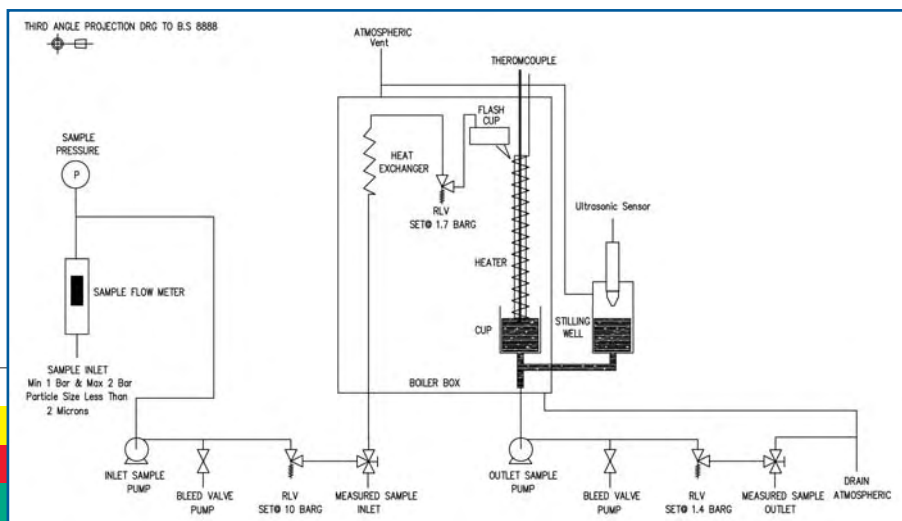 THIRD ANGLE PROJECTION DRG TO B.S 8888
ATMOSPHERIC
Vent
THEROMCOUPLE
FLASH
CUP
SAMPLE
PRESSURE
P
HEAT
EXCHANGER
RLV
SET@ 1.7 BARG
Ultrasonic Sensor
HEATER
SAMPLE FLOW METER
CUP
STILLING
WELL
SAMPLE INLET
Min 1 Bar & Max 2 Bar
Particle Size Less Than
2 Microns
BOILER BOX
INLET SAMPLE
PUMP
BLEED VALVE
PUMP
RLV
SET@ 10 BARG
MEASURED SAMPLE
INLET
OUTLET SAMPLE
PUMP
BLEED VALVE
PUMP
RLV
SET@ 1.4 BARG
MEASURED SAMPLE
OUTLET
DRAIN
ATMOSPHERIC